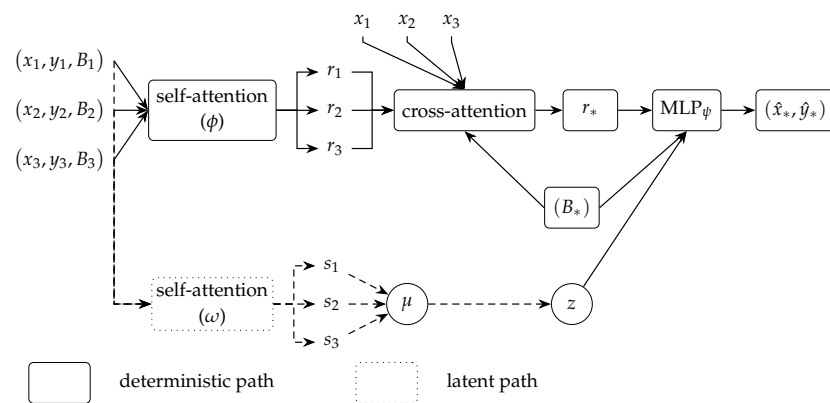 x₁ x₂ x₃
(x₁, y₁, B₁)
(x₂, y₂, B₂)
(x₃, y₃, B₃)
self-attention
(ϕ)
r₁
r₂
r₃
cross-attention
r*
MLP_ψ
(x̂*, ŷ*)
(B*)
self-attention
(ω)
s₁
s₂
s₃
μ
z
deterministic path
latent path